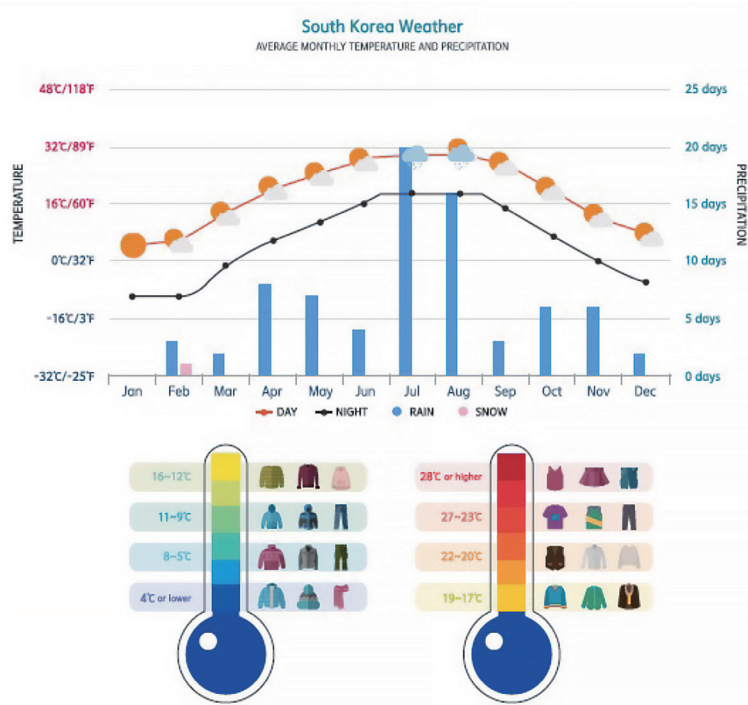 South Korea Weather
AVERAGE MONTHLY TEMPERATURE AND PRECIPITATION
48℃/118℉
25 days
32℃/89℉
20 days
16℃/60℉
15 days
0℃/32℉
10 days
-16℃/3℉
5 days
-32℃/-25℉
0 days
TEMPERATURE
PRECIPITATION
Jan Feb Mar Apr May Jun Jul Aug Sep Oct Nov Dec
DAY NIGHT RAIN SNOW
16~12℃
11~9℃
8~5℃
4℃ or lower
28℃ or higher
27~23℃
22~20℃
19~17℃